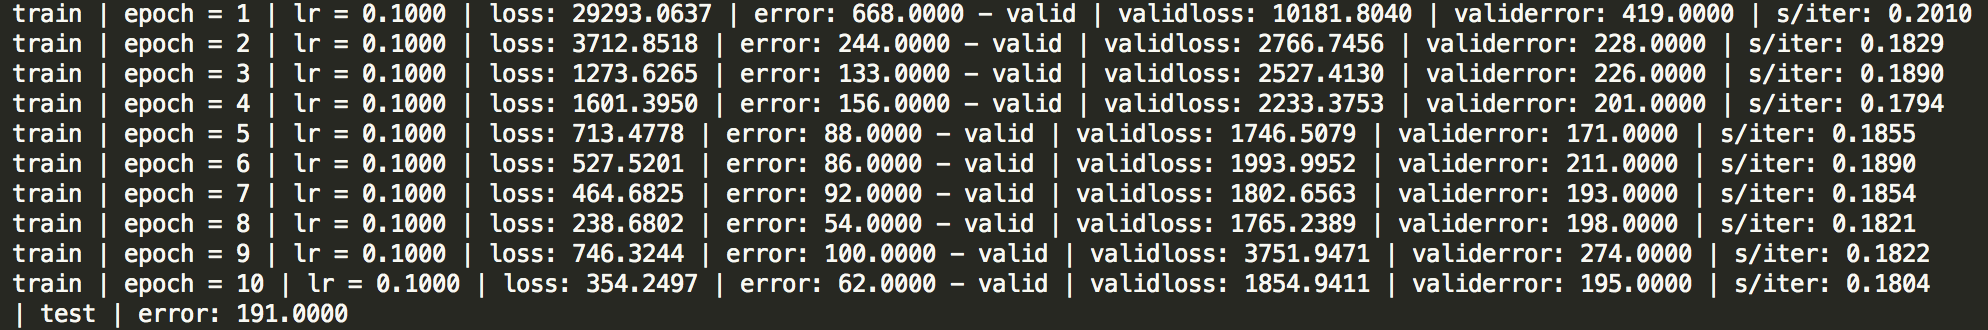 train | epoch = 1 | lr = 0.1000 | loss: 29293.0637 | error: 668.0000 – valid | validloss: 10181.8040 | validerror: 419.0000 | s/iter: 0.2010
train | epoch = 2 | lr = 0.1000 | loss: 3712.8518 | error: 244.0000 – valid | validloss: 2766.7456 | validerror: 228.0000 | s/iter: 0.1829
train | epoch = 3 | lr = 0.1000 | loss: 1273.6265 | error: 133.0000 – valid | validloss: 2527.4130 | validerror: 226.0000 | s/iter: 0.1890
train | epoch = 4 | lr = 0.1000 | loss: 1601.3950 | error: 156.0000 – valid | validloss: 2233.3753 | validerror: 201.0000 | s/iter: 0.1794
train | epoch = 5 | lr = 0.1000 | loss: 713.4778 | error: 88.0000 – valid | validloss: 1746.5079 | validerror: 171.0000 | s/iter: 0.1855
train | epoch = 6 | lr = 0.1000 | loss: 527.5201 | error: 86.0000 – valid | validloss: 1993.9952 | validerror: 211.0000 | s/iter: 0.1890
train | epoch = 7 | lr = 0.1000 | loss: 464.6825 | error: 92.0000 – valid | validloss: 1802.6563 | validerror: 193.0000 | s/iter: 0.1854
train | epoch = 8 | lr = 0.1000 | loss: 238.6802 | error: 54.0000 – valid | validloss: 1765.2389 | validerror: 198.0000 | s/iter: 0.1821
train | epoch = 9 | lr = 0.1000 | loss: 746.3244 | error: 100.0000 – valid | validloss: 3751.9471 | validerror: 274.0000 | s/iter: 0.1822
train | epoch = 10 | lr = 0.1000 | loss: 354.2497 | error: 62.0000 – valid | validloss: 1854.9411 | validerror: 195.0000 | s/iter: 0.1804
| test | error: 191.0000